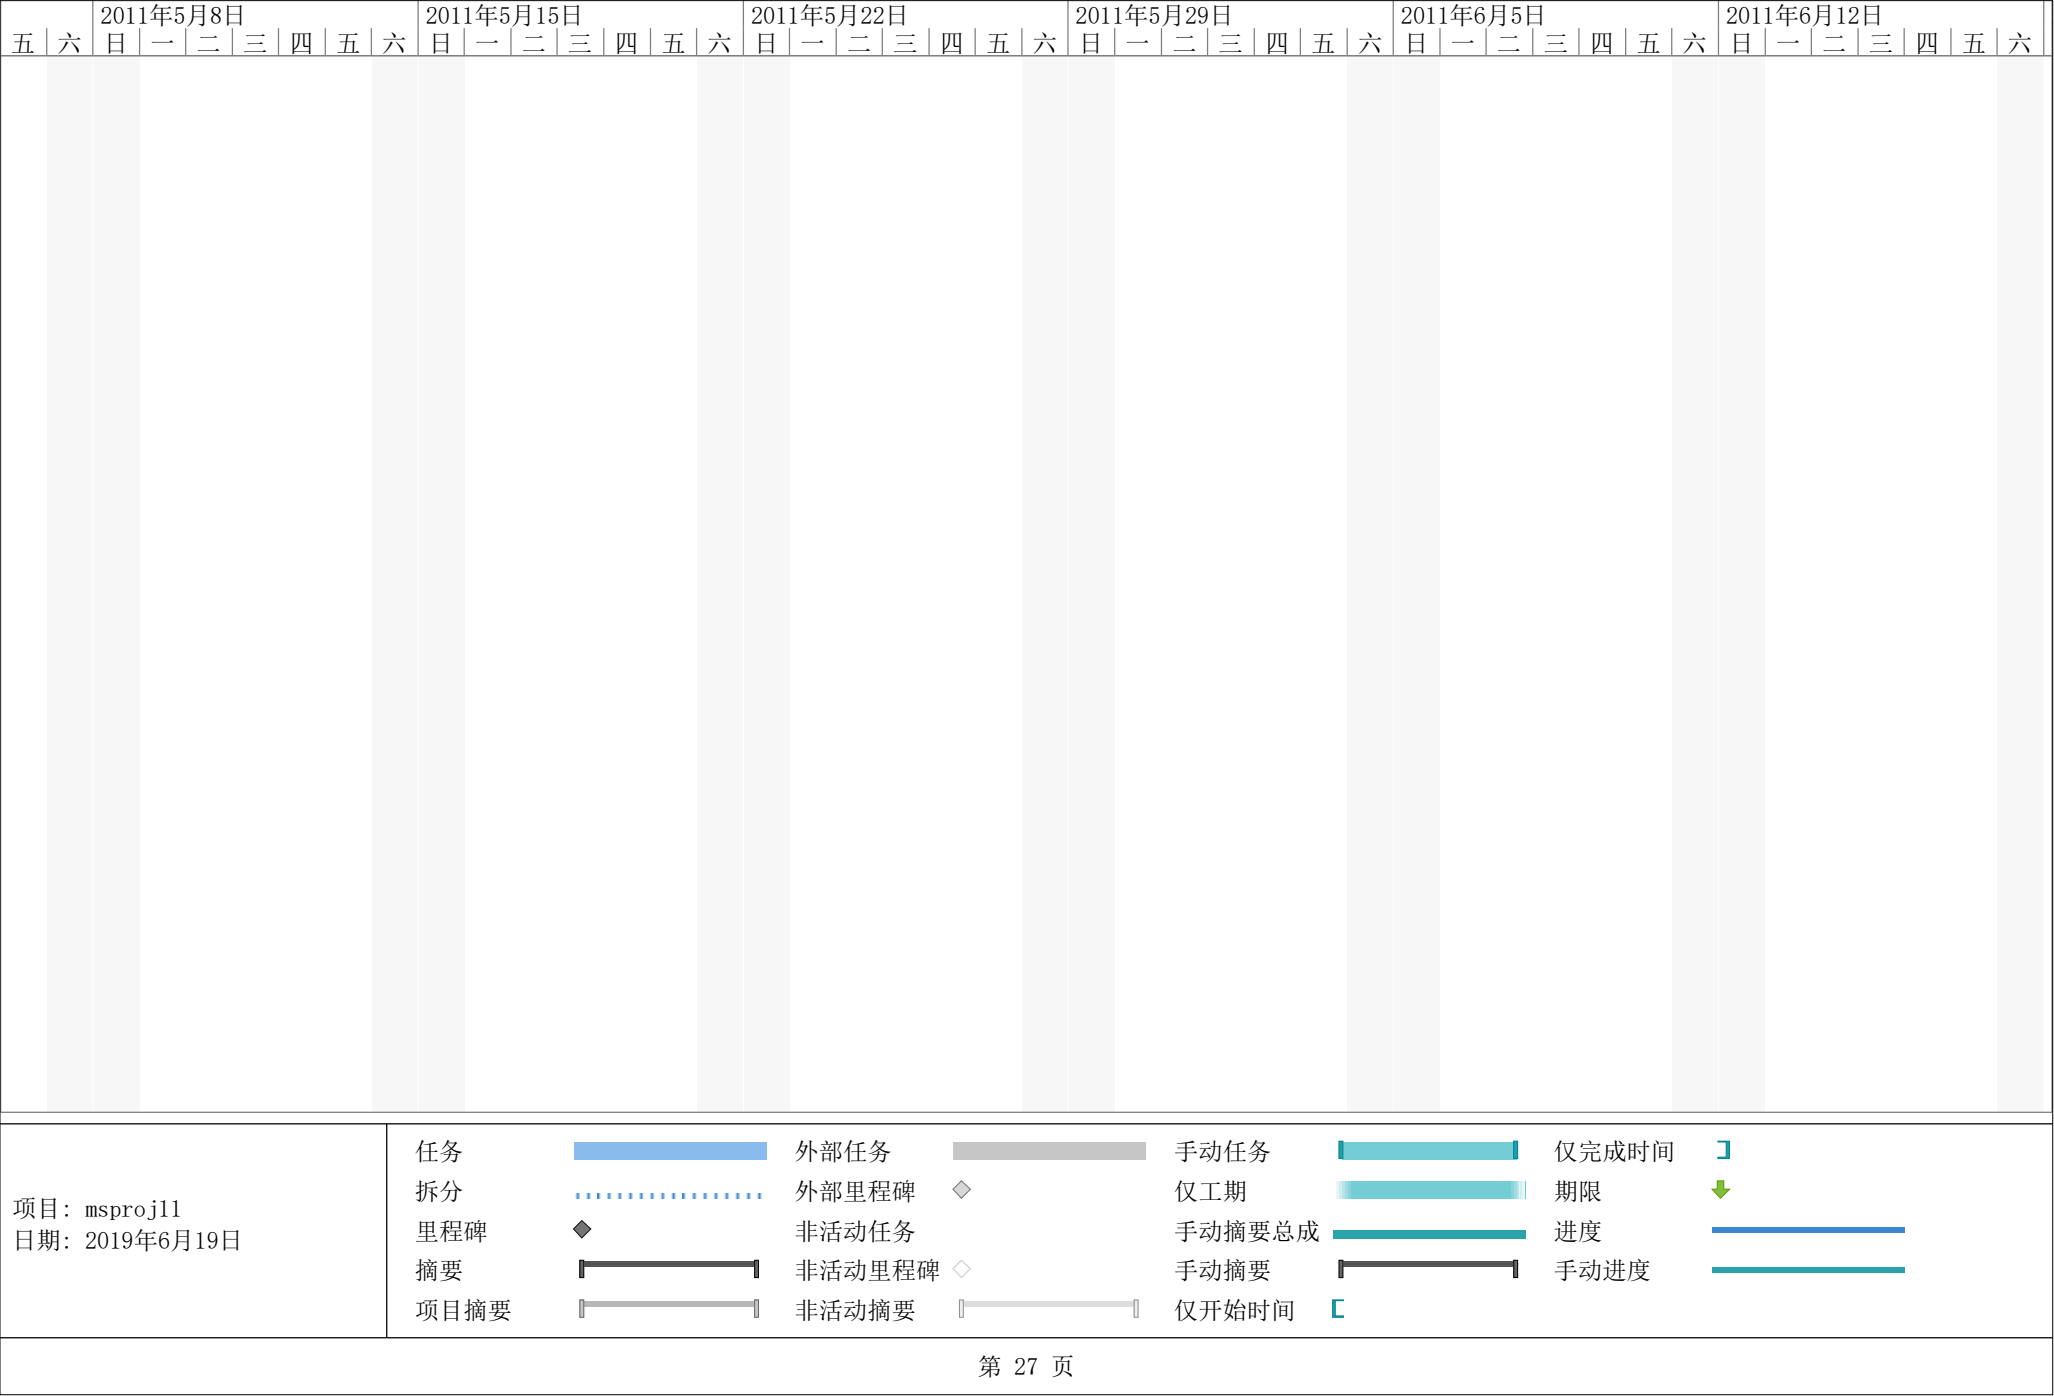 2011年5月8日 2011年5月15日 2011年5月22日 2011年5月29日 2011年6月5日 2011年6月12日
五 六 日 一 二 三 四 五 六 日 一 二 三 四 五 六 日 一 二 三 四 五 六 日 一 二 三 四 五 六 日 一 二 三 四 五 六 日 一 二 三 四 五 六
项目: msproj11
日期: 2019年6月19日
任务
拆分
里程碑
摘要
项目摘要
外部任务
外部里程碑
非活动任务
非活动里程碑
非活动摘要
手动任务
仅工期
手动摘要总成
手动摘要
仅开始时间
仅完成时间
期限
进度
手动进度
第 27 页